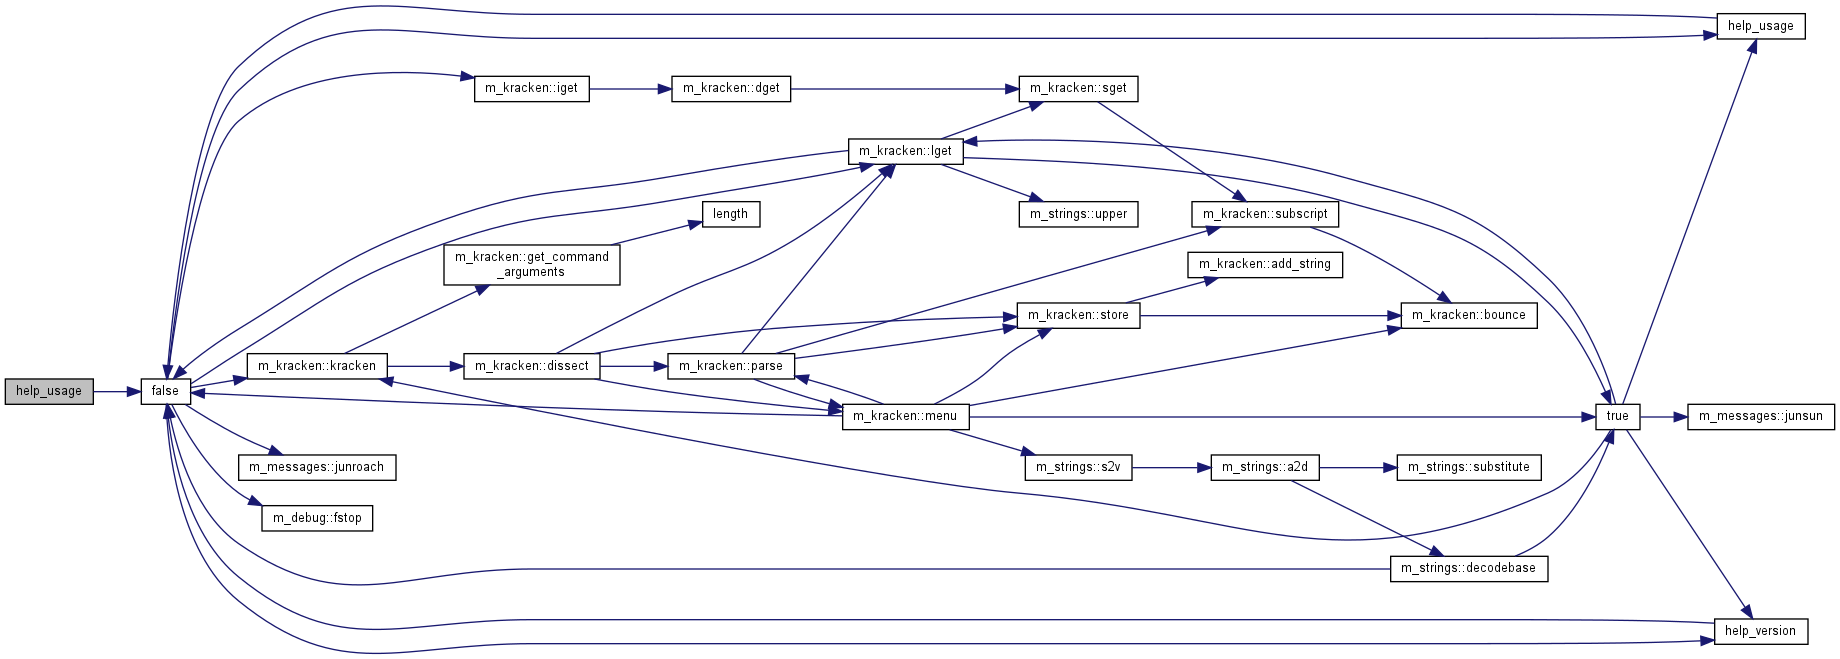 help_usage
m_kracken::iget
m_kracken::dget
m_kracken::sget
m_kracken::lget
length
m_strings::upper
m_kracken::subscript
m_kracken::get_command
_arguments
m_kracken::add_string
m_kracken::store
m_kracken::bounce
m_kracken::kracken
m_kracken::dissect
m_kracken::parse
help_usage
false
m_kracken::menu
true
m_messages::junsun
m_messages::junroach
m_strings::s2v
m_strings::a2d
m_strings::substitute
m_debug::fstop
m_strings::decodebase
help_version